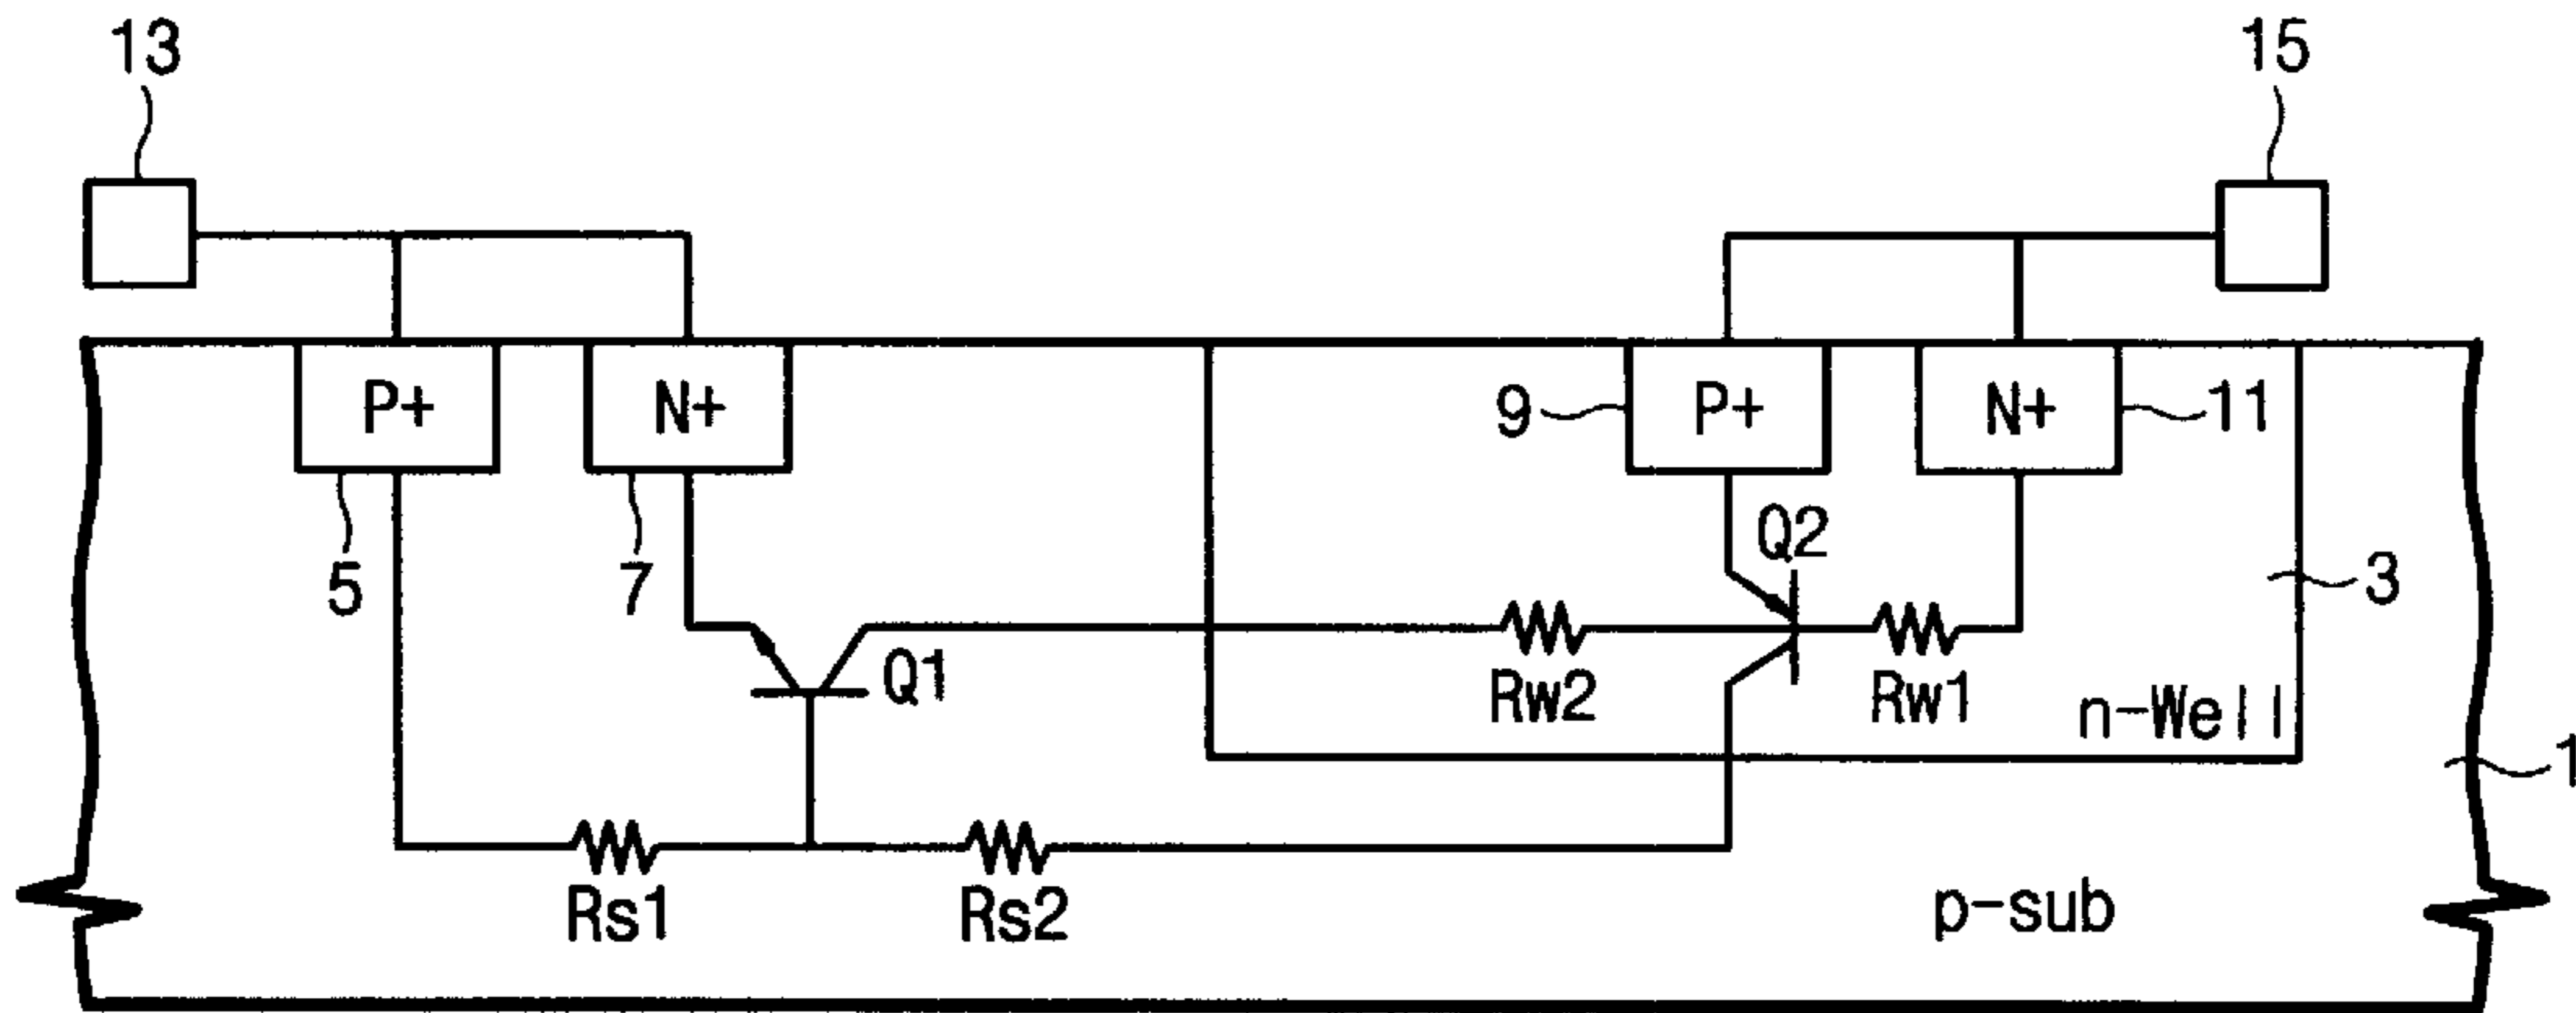 13
15
P+
N+
9
P+
N+
11
5
7
Q2
3
Q1
Rw2
Rw1
n-Well
1
Rs1
Rs2
p-sub